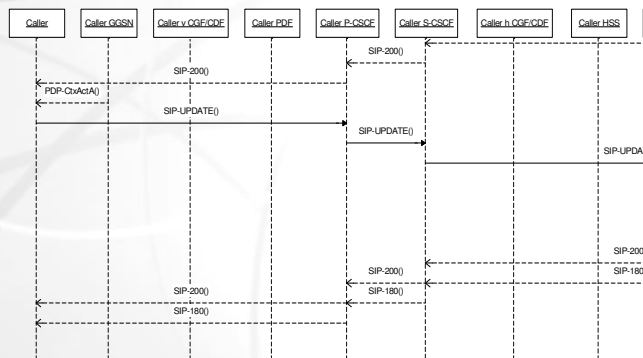 Caller
Caller GGSN
Caller v CGF/CDF
Caller PDF
Caller P-CSCF
Caller S-CSCF
Caller h CGF/CDF
Caller HSS
SIP-200()
SIP-200()
PDP-CtxActA()
SIP-UPDATE()
SIP-UPDATE()
SIP-UPDA
SIP-200
SIP-200()
SIP-180
SIP-200()
SIP-180()
SIP-180()